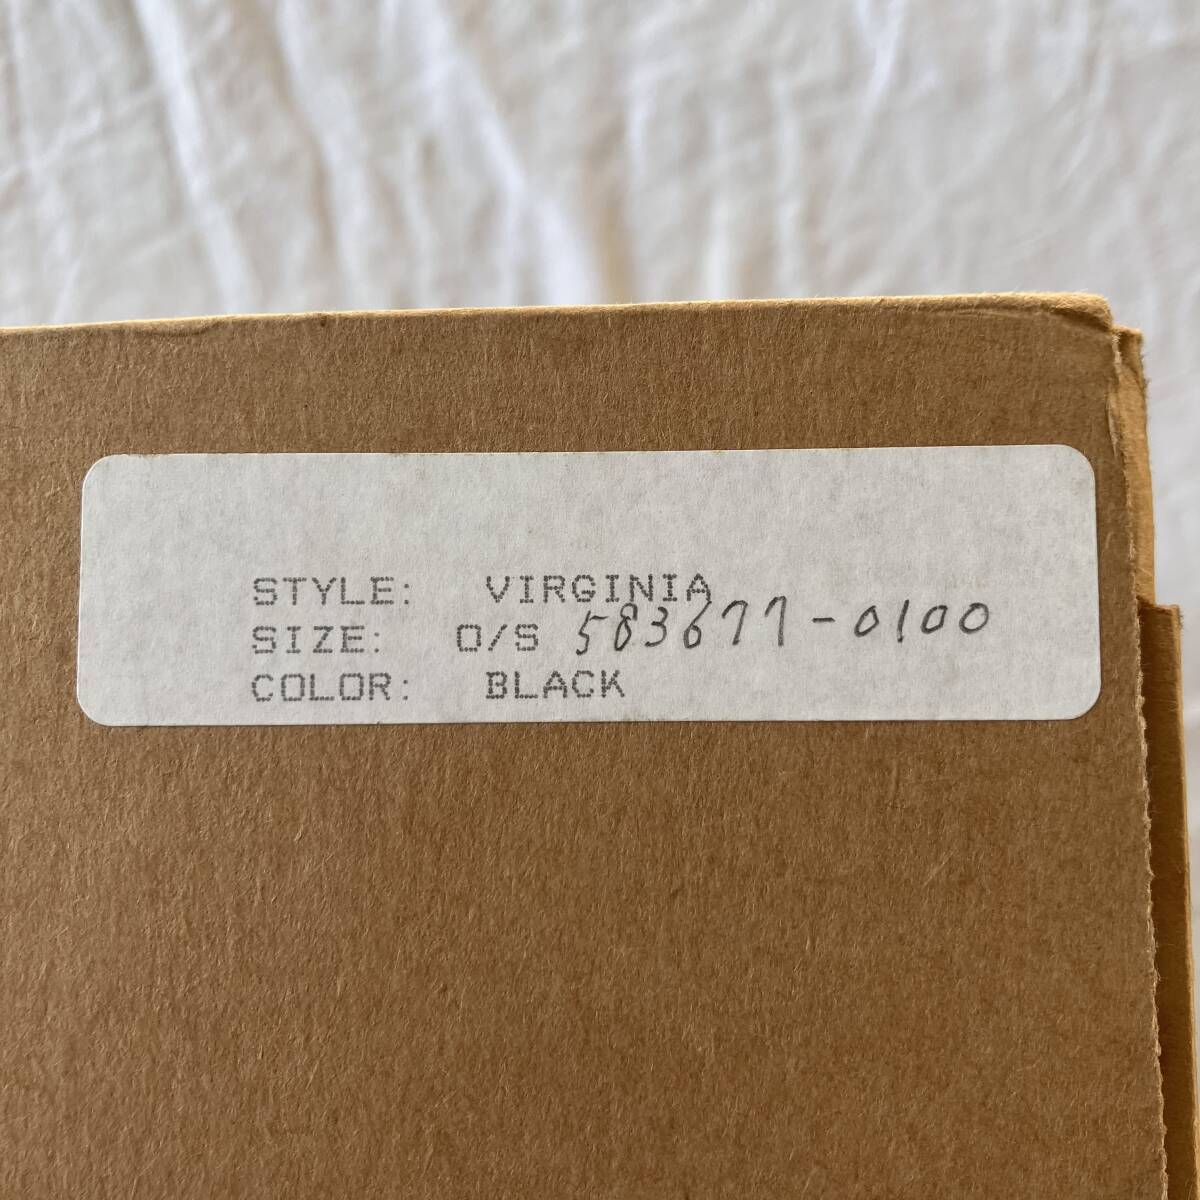 STYLE: VIRGINIA
SIZE: O/S 583677-0100
COLOR: BLACK